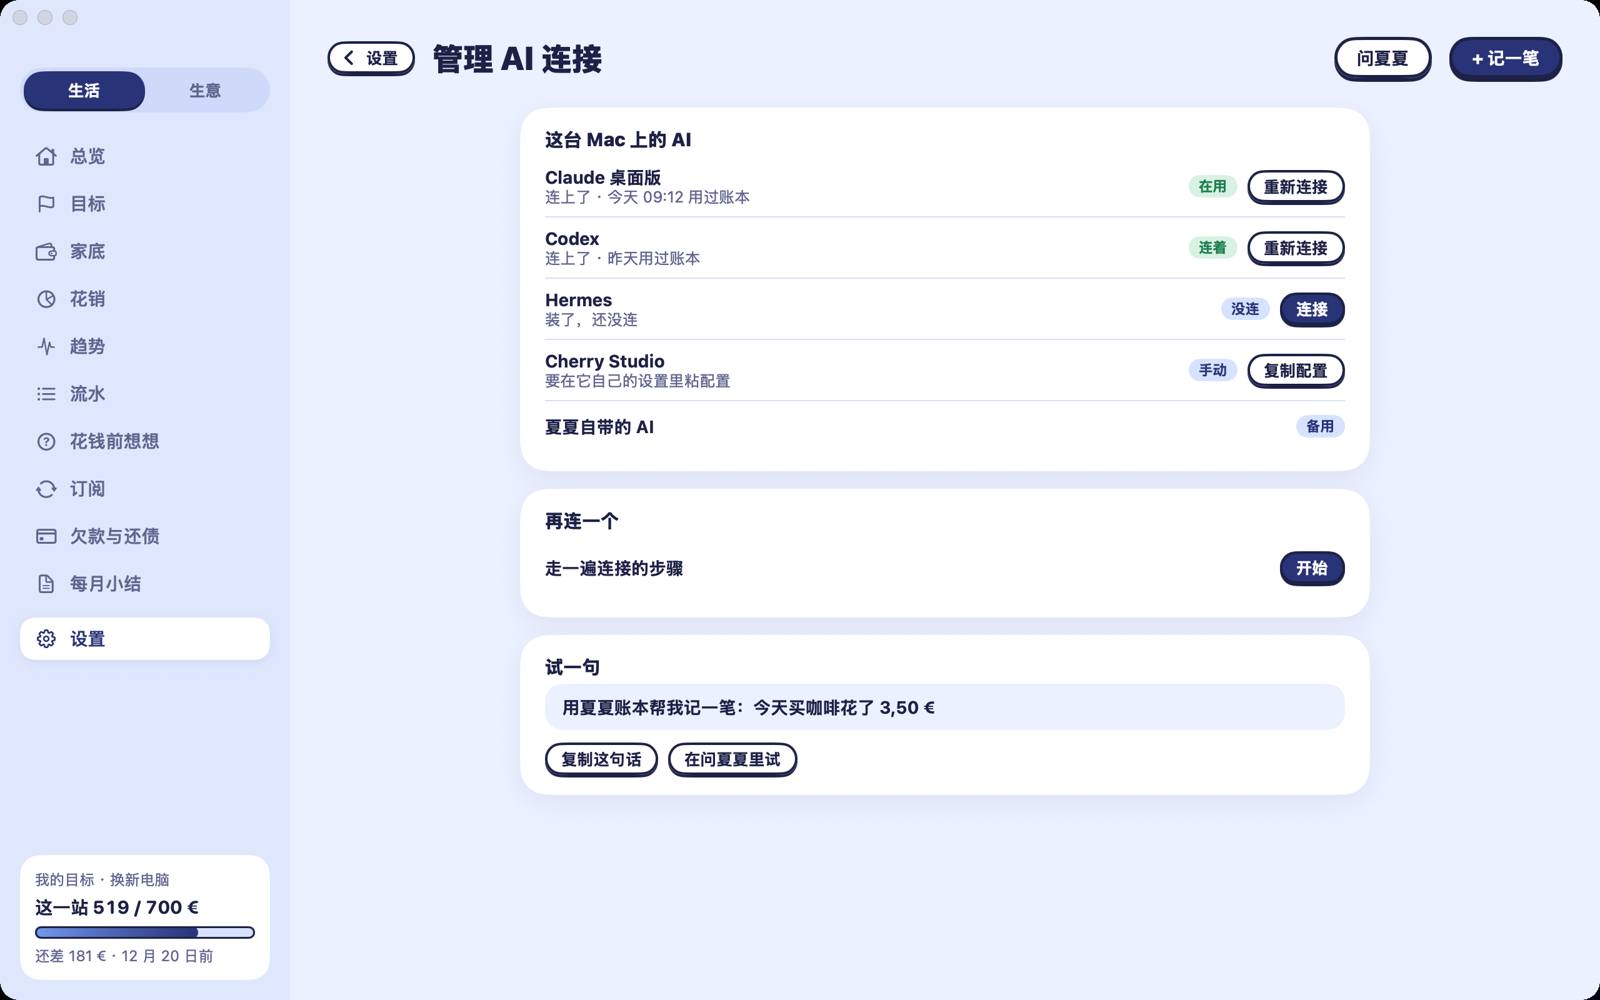 生活
生意
总览
目标
家底
花销
趋势
流水
花钱前想想
订阅
欠款与还债
每月小结
设置
我的目标 · 换新电脑
这一站 519 / 700 €
还差 181 € · 12 月 20 日前
设置
管理 AI 连接
问夏夏
+ 记一笔
这台 Mac 上的 AI
Claude 桌面版
连上了 · 今天 09:12 用过账本
在用
重新连接
Codex
连上了 · 昨天用过账本
连着
重新连接
Hermes
装了，还没连
没连
连接
Cherry Studio
要在它自己的设置里粘配置
手动
复制配置
夏夏自带的 AI
备用
再连一个
走一遍连接的步骤
开始
试一句
用夏夏账本帮我记一笔：今天买咖啡花了 3,50 €
复制这句话
在问夏夏里试